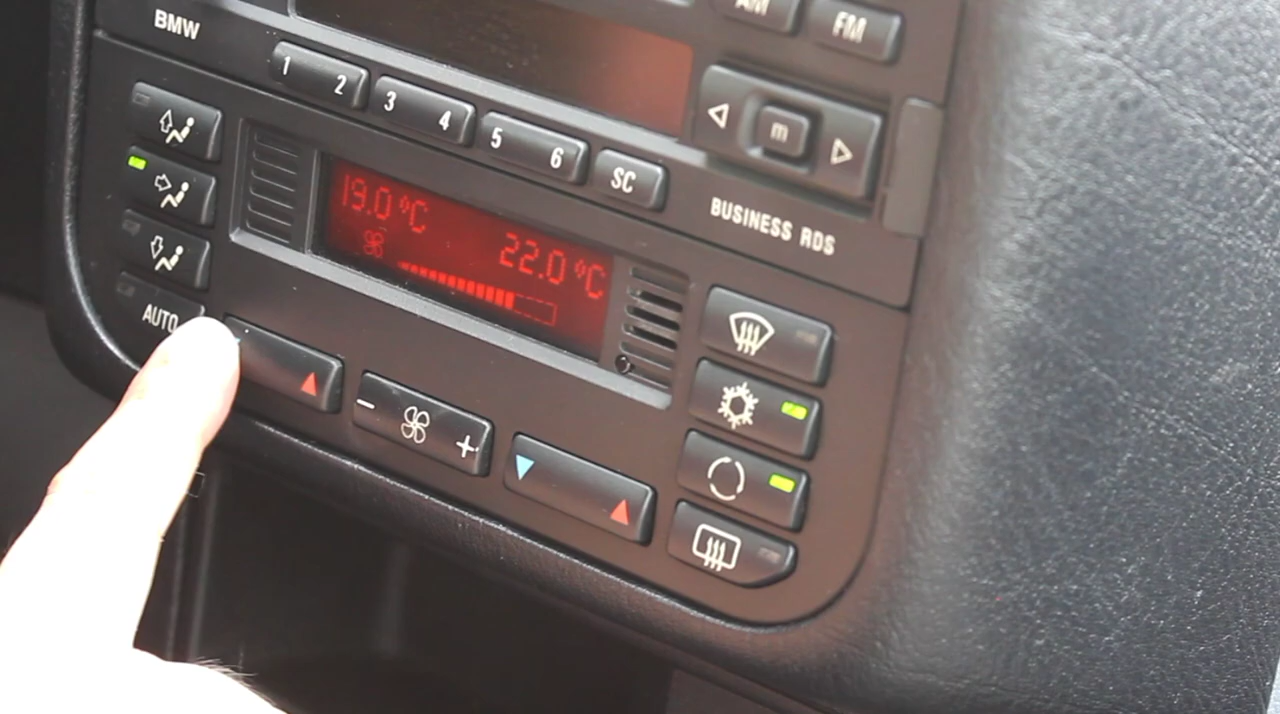 AM FM
BMW
1 2 3 4 5 6 SC
m
BUSINESS RDS
19.0 °C
22.0 °C
AUTO
- +